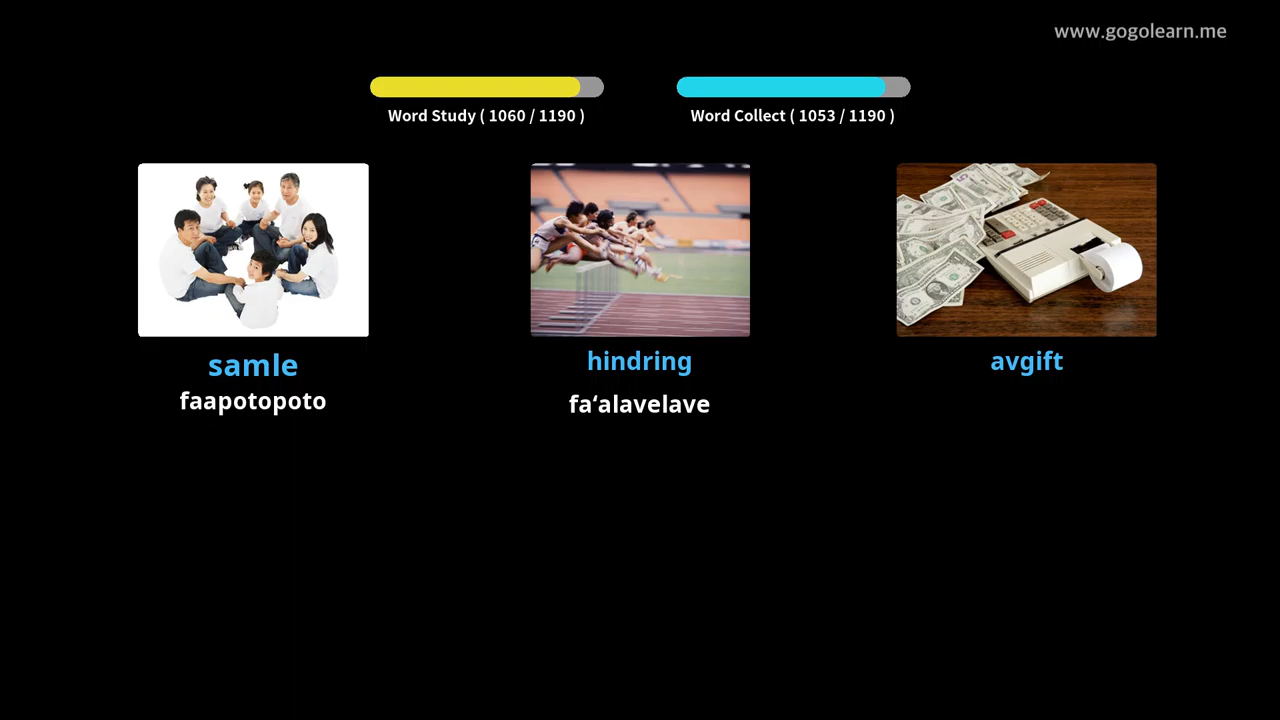 www.gogolearn.me
Word Study ( 1060 / 1190 )
Word Collect ( 1053 / 1190 )
samle
faapotopoto
hindring
fa‘alavelave
avgift